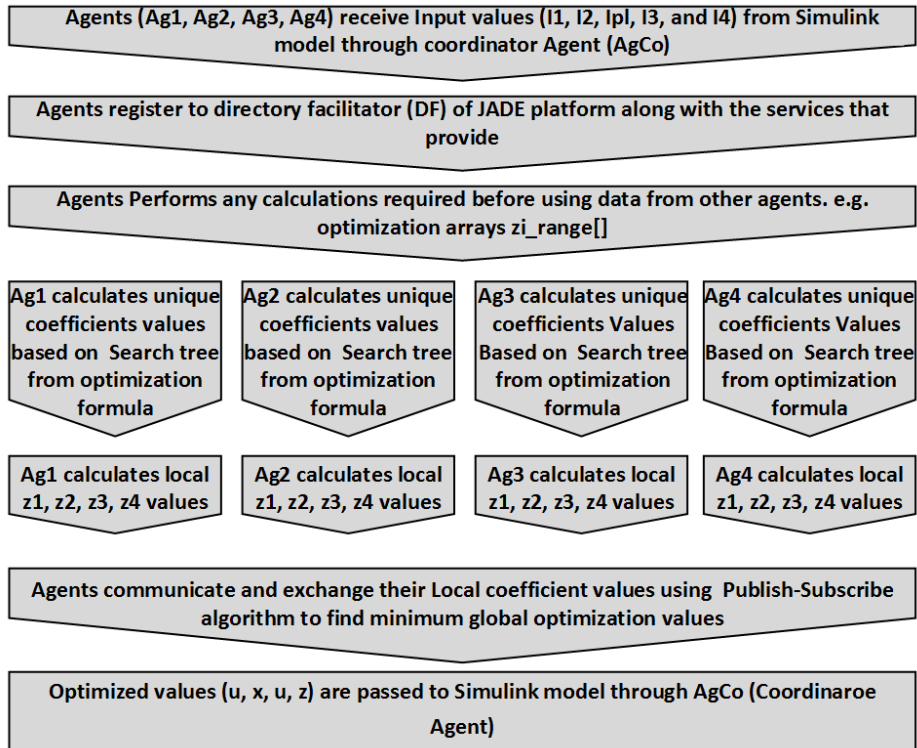 Agents (Ag1, Ag2, Ag3, Ag4) receive Input values (I1, I2, Ipl, I3, and I4) from Simulink
model through coordinator Agent (AgCo)
Agents register to directory facilitator (DF) of JADE platform along with the services that
provide
Agents Performs any calculations required before using data from other agents. e.g.
optimization arrays zi_range[]
Ag1 calculates unique
coefficients values
based on Search tree
from optimization
formula
Ag2 calculates unique
coefficients values
based on Search tree
from optimization
formula
Ag3 calculates unique
coefficients Values
Based on Search tree
from optimization
formula
Ag4 calculates unique
coefficients Values
Based on Search tree
from optimization
formula
Ag1 calculates local
z1, z2, z3, z4 values
Ag2 calculates local
z1, z2, z3, z4 values
Ag3 calculates local
z1, z2, z3, z4 values
Ag4 calculates local
z1, z2, z3, z4 values
Agents communicate and exchange their Local coefficient values using Publish-Subscribe
algorithm to find minimum global optimization values
Optimized values (u, x, u, z) are passed to Simulink model through AgCo (Coordinaroe
Agent)